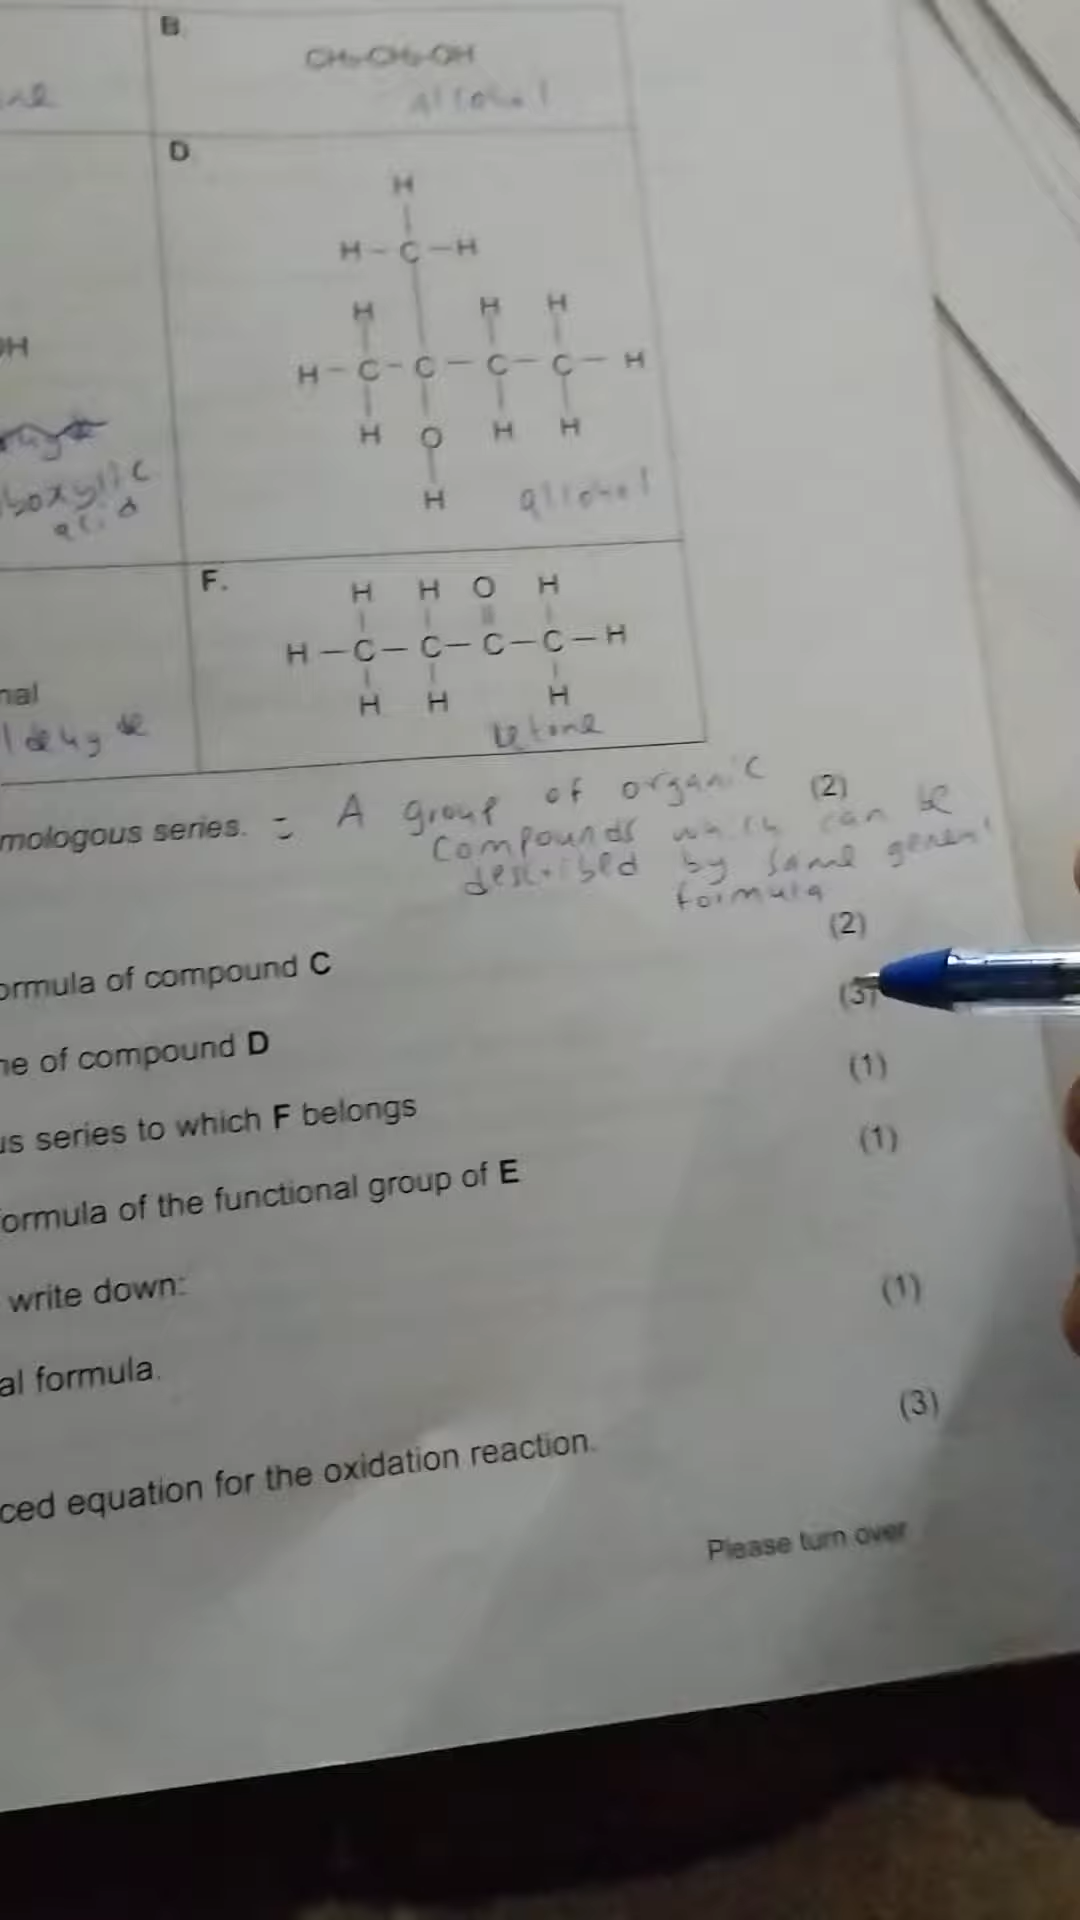 B.
CH₃-CH₂-OH
alcohol
D
H
H-C-H
H H H
H-C-C-C-C-H
H O H H
H
alcohol
OH
acid
F.
H H O H
H-C-C-C-C-H
H H H
ketone
nal
mologous series. = A group of organic (2)
compounds which can be
described by same general
formula
(2)
ormula of compound C
(3)
ne of compound D
(1)
us series to which F belongs
(1)
ormula of the functional group of E
write down:
(1)
al formula.
(3)
ced equation for the oxidation reaction.
Please turn over